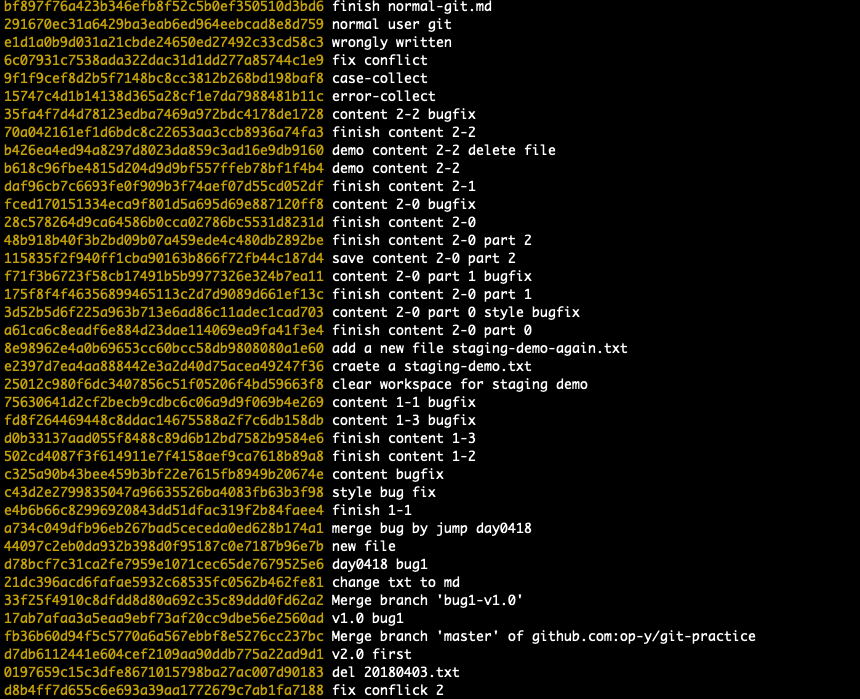 bf897f76a423b346efb8f52c5b0ef350510d3bd6 finish normal-git.md
291670ec31a6429ba3eab6ed964eebcad8e8d759 normal user git
e1d1a0b9d031a21cbde24650ed27492c33cd58c3 wrongly written
6c07931c7538ada322dac31d1dd277a85744c1e9 fix conflict
9f1f9cef8d2b5f7148bc8cc3812b268bd198baf8 case-collect
15747c4d1b14138d365a28cf1e7da7988481b11c error-collect
35fa4f7d4d78123edba7469a972bdc4178de1728 content 2-2 bugfix
70a042161ef1d6bdc8c22653aa3ccb8936a74fa3 finish content 2-2
b426ea4ed94a8297d8023da859c3ad16e9db9160 demo content 2-2 delete file
b618c96fbe4815d204d9d9bf557ffeb78bf1f4b4 demo content 2-2
daf96cb7c6693fe0f909b3f74aef07d55cd052df finish content 2-1
fced170151334eca9f801d5a695d69e887120ff8 content 2-0 bugfix
28c578264d9ca64586b0cca02786bc5531d8231d finish content 2-0
48b918b40f3b2bd09b07a459ede4c480db2892be finish content 2-0 part 2
115835f2f940ff1cba90163b866f72fb44c187d4 save content 2-0 part 2
f71f3b6723f58cb17491b5b9977326e324b7ea11 content 2-0 part 1 bugfix
175f8f4f46356899465113c2d7d9089d661ef13c finish content 2-0 part 1
3d52b5d6f225a963b713e6ad86c11adec1cad703 content 2-0 part 0 style bugfix
a61ca6c8eadf6e884d23dae114069ea9fa41f3e4 finish content 2-0 part 0
8e98962e4a0b69653cc60bcc58db9808080a1e60 add a new file staging-demo-again.txt
e2397d7ea4aa888442e3a2d40d75acea49247f36 craete a staging-demo.txt
25012c980f6dc3407856c51f05206f4bd59663f8 clear workspace for staging demo
75630641d2cf2becb9cdbc6c06a9d9f069b4e269 content 1-1 bugfix
fd8f264469448c8ddac14675588a2f7c6db158db content 1-3 bugfix
d0b33137aad055f8488c89d6b12bd7582b9584e6 finish content 1-3
502cd4087f3f614911e7f4158aef9ca7618b89a8 finish content 1-2
c325a90b43bee459b3bf22e7615fb8949b20674e content bugfix
c43d2e2799835047a96635526ba4083fb63b3f98 style bug fix
e4b6b66c82996920843dd51dfac319f2b84faee4 finish 1-1
a734c049dfb96eb267bad5ceceda0ed628b174a1 merge bug by jump day0418
44097c2eb0da932b398d0f95187c0e7187b96e7b new file
d78bcf7c31ca2fe7959e1071cec65de7679525e6 day0418 bug1
21dc396acd6fafae5932c68535fc0562b462fe81 change txt to md
33f25f4910c8dfdd8d80a692c35c89ddd0fd62a2 Merge branch 'bug1-v1.0'
17ab7afaa3a5eaa9ebf73af20cc9dbe56e2560ad v1.0 bug1
fb36b60d94f5c5770a6a567ebbf8e5276cc237bc Merge branch 'master' of github.com:op-y/git-practice
d7db6112441e604cef2109aa90ddb775a22ad9d1 v2.0 first
0197659c15c3dfe8671015798ba27ac007d90183 del 20180403.txt
d8b4ff7d655c6e693a39aa1772679c7ab1fa7188 fix conflick 2